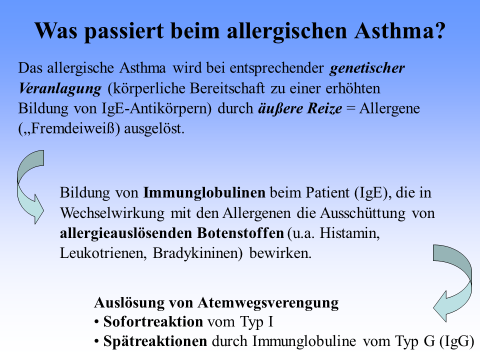 Was passiert beim allergischen Asthma?
Das allergische Asthma wird bei entsprechender genetischer
Veranlagung (körperliche Bereitschaft zu einer erhöhten
Bildung von IgE-Antikörpern) durch äußere Reize = Allergene
(„Fremdeiweiß) ausgelöst.
Bildung von Immunglobulinen beim Patient (IgE), die in
Wechselwirkung mit den Allergenen die Ausschüttung von
allergieauslösenden Botenstoffen (u.a. Histamin,
Leukotrienen, Bradykininen) bewirken.
Auslösung von Atemwegsverengung
• Sofortreaktion vom Typ I
• Spätreaktionen durch Immunglobuline vom Typ G (IgG)